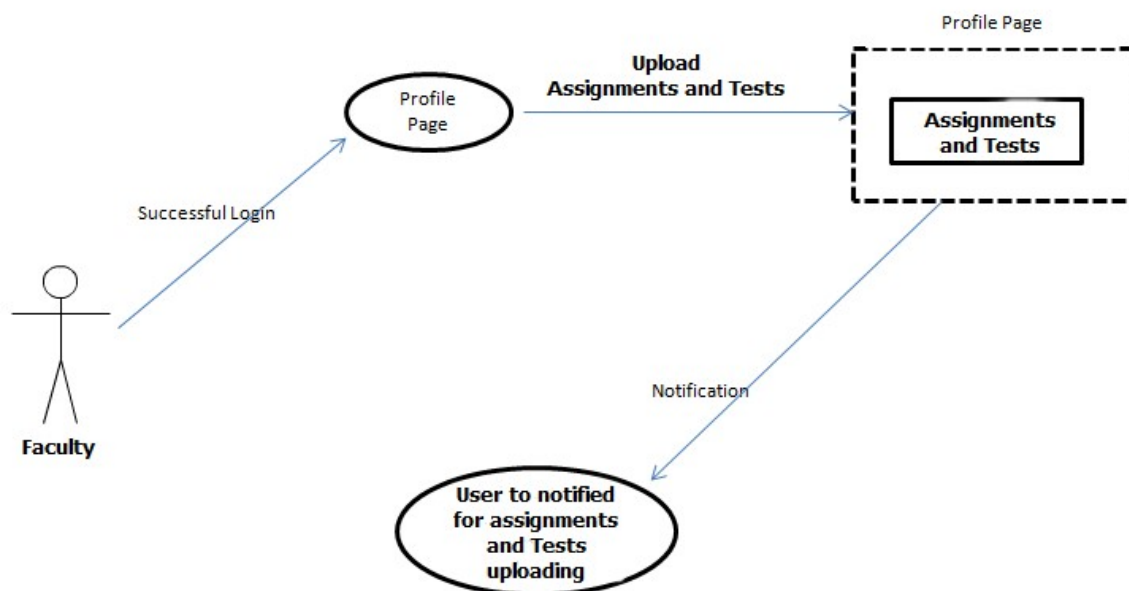 Profile Page
Upload
Assignments and Tests
Profile
Page
Assignments
and Tests
Successful Login
Notification
Faculty
User to notified
for assignments
and Tests
uploading